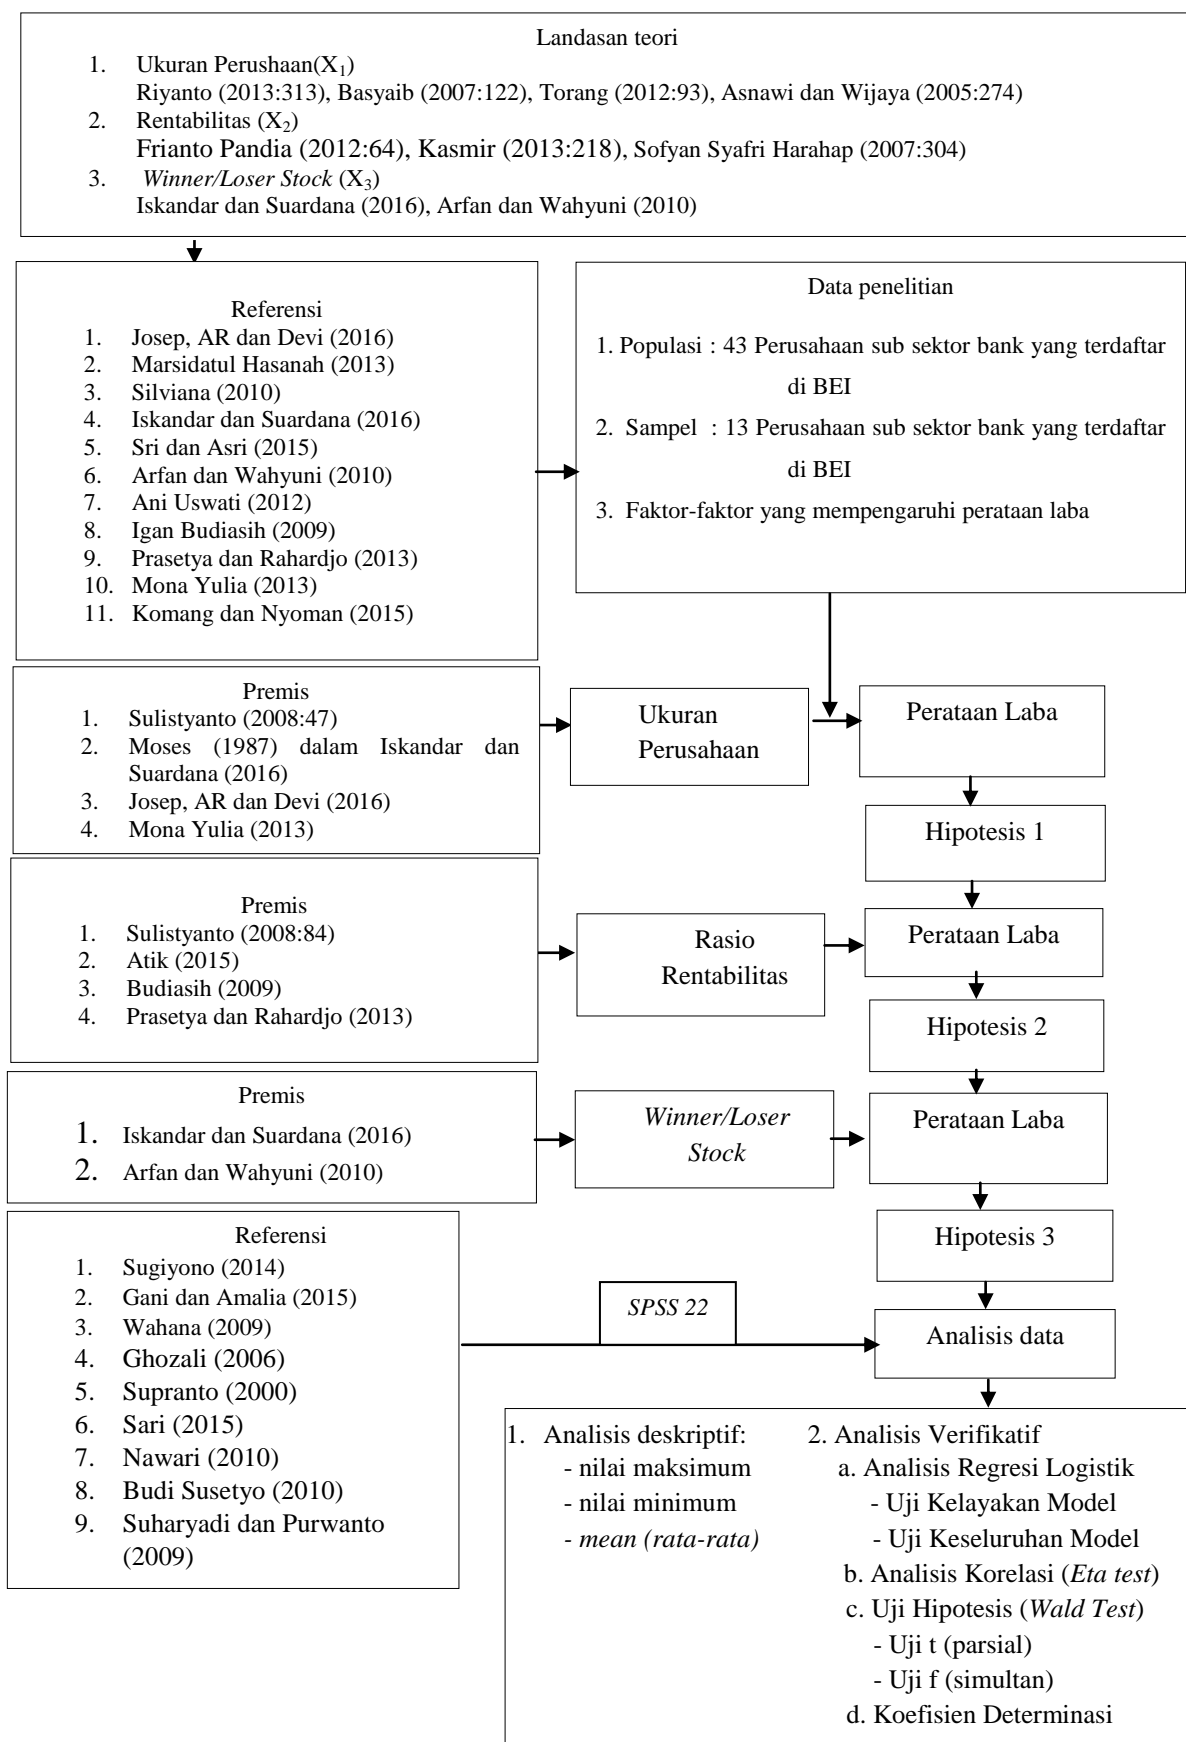 Landasan teori
1. Ukuran Perushaan(X1)
Riyanto (2013:313), Basyaib (2007:122), Torang (2012:93), Asnawi dan Wijaya (2005:274)
2. Rentabilitas (X2)
Frianto Pandia (2012:64), Kasmir (2013:218), Sofyan Syafri Harahap (2007:304)
3. Winner/Loser Stock (X3)
Iskandar dan Suardana (2016), Arfan dan Wahyuni (2010)
Referensi
1. Josep, AR dan Devi (2016)
2. Marsidatul Hasanah (2013)
3. Silviana (2010)
4. Iskandar dan Suardana (2016)
5. Sri dan Asri (2015)
6. Arfan dan Wahyuni (2010)
7. Ani Uswati (2012)
8. Igan Budiasih (2009)
9. Prasetya dan Rahardjo (2013)
10. Mona Yulia (2013)
11. Komang dan Nyoman (2015)
Data penelitian
1. Populasi : 43 Perusahaan sub sektor bank yang terdaftar
di BEI
2. Sampel : 13 Perusahaan sub sektor bank yang terdaftar
di BEI
3. Faktor-faktor yang mempengaruhi perataan laba
Premis
1. Sulistyanto (2008:47)
2. Moses (1987) dalam Iskandar dan
Suardana (2016)
3. Josep, AR dan Devi (2016)
4. Mona Yulia (2013)
Ukuran
Perusahaan
Perataan Laba
Hipotesis 1
Premis
1. Sulistyanto (2008:84)
2. Atik (2015)
3. Budiasih (2009)
4. Prasetya dan Rahardjo (2013)
Rasio
Rentabilitas
Perataan Laba
Hipotesis 2
Premis
1. Iskandar dan Suardana (2016)
2. Arfan dan Wahyuni (2010)
Winner/Loser
Stock
Perataan Laba
Hipotesis 3
Referensi
1. Sugiyono (2014)
2. Gani dan Amalia (2015)
3. Wahana (2009)
4. Ghozali (2006)
5. Supranto (2000)
6. Sari (2015)
7. Nawari (2010)
8. Budi Susetyo (2010)
9. Suharyadi dan Purwanto
(2009)
SPSS 22
Analisis data
1. Analisis deskriptif:
- nilai maksimum
- nilai minimum
- mean (rata-rata)
2. Analisis Verifikatif
a. Analisis Regresi Logistik
- Uji Kelayakan Model
- Uji Keseluruhan Model
b. Analisis Korelasi (Eta test)
c. Uji Hipotesis (Wald Test)
- Uji t (parsial)
- Uji f (simultan)
d. Koefisien Determinasi